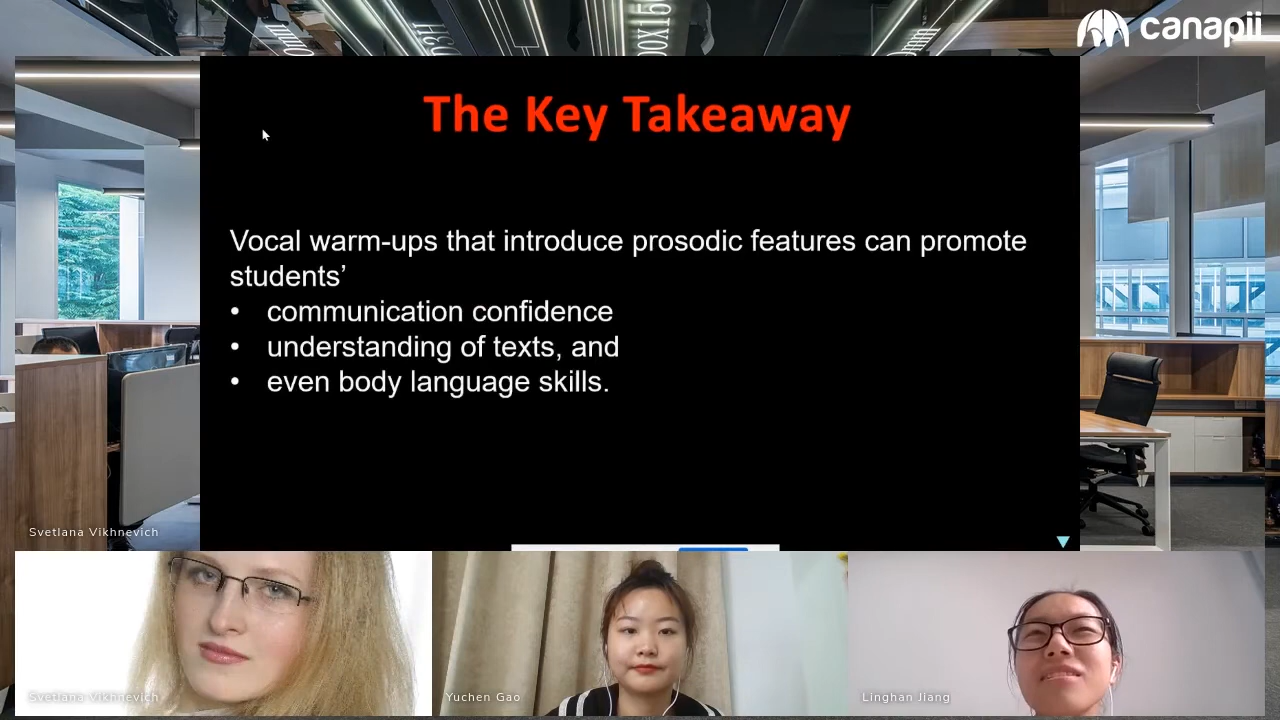 canapii
The Key Takeaway
Vocal warm-ups that introduce prosodic features can promote
students’
• communication confidence
• understanding of texts, and
• even body language skills.
Svetlana Vikhnevich
Svetlana Vikhnevich
Yuchen Gao
Linghan Jiang